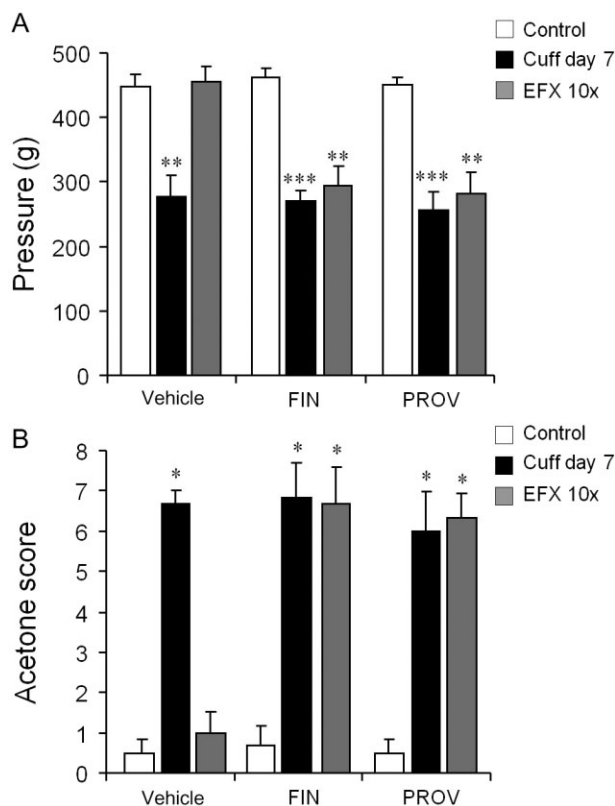 A
Control
Cuff day 7
EFX 10x
Pressure (g)
500
400
300
200
100
0
**
***
**
***
**
Vehicle FIN PROV
B
Control
Cuff day 7
EFX 10x
Acetone score
8
7
6
5
4
3
2
1
0
*
*
*
*
*
Vehicle FIN PROV